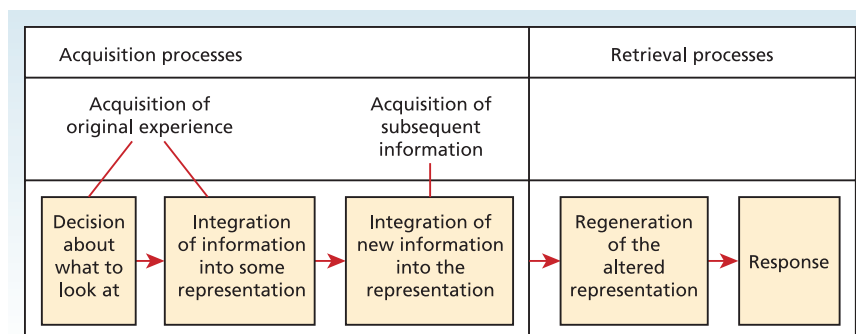 Acquisition processes
Retrieval processes
Acquisition of
original experience
Acquisition of
subsequent
information
Decision
about
what to
look at
Integration
of information
into some
representation
Integration of
new information
into the
representation
Regeneration
of the
altered
representation
Response